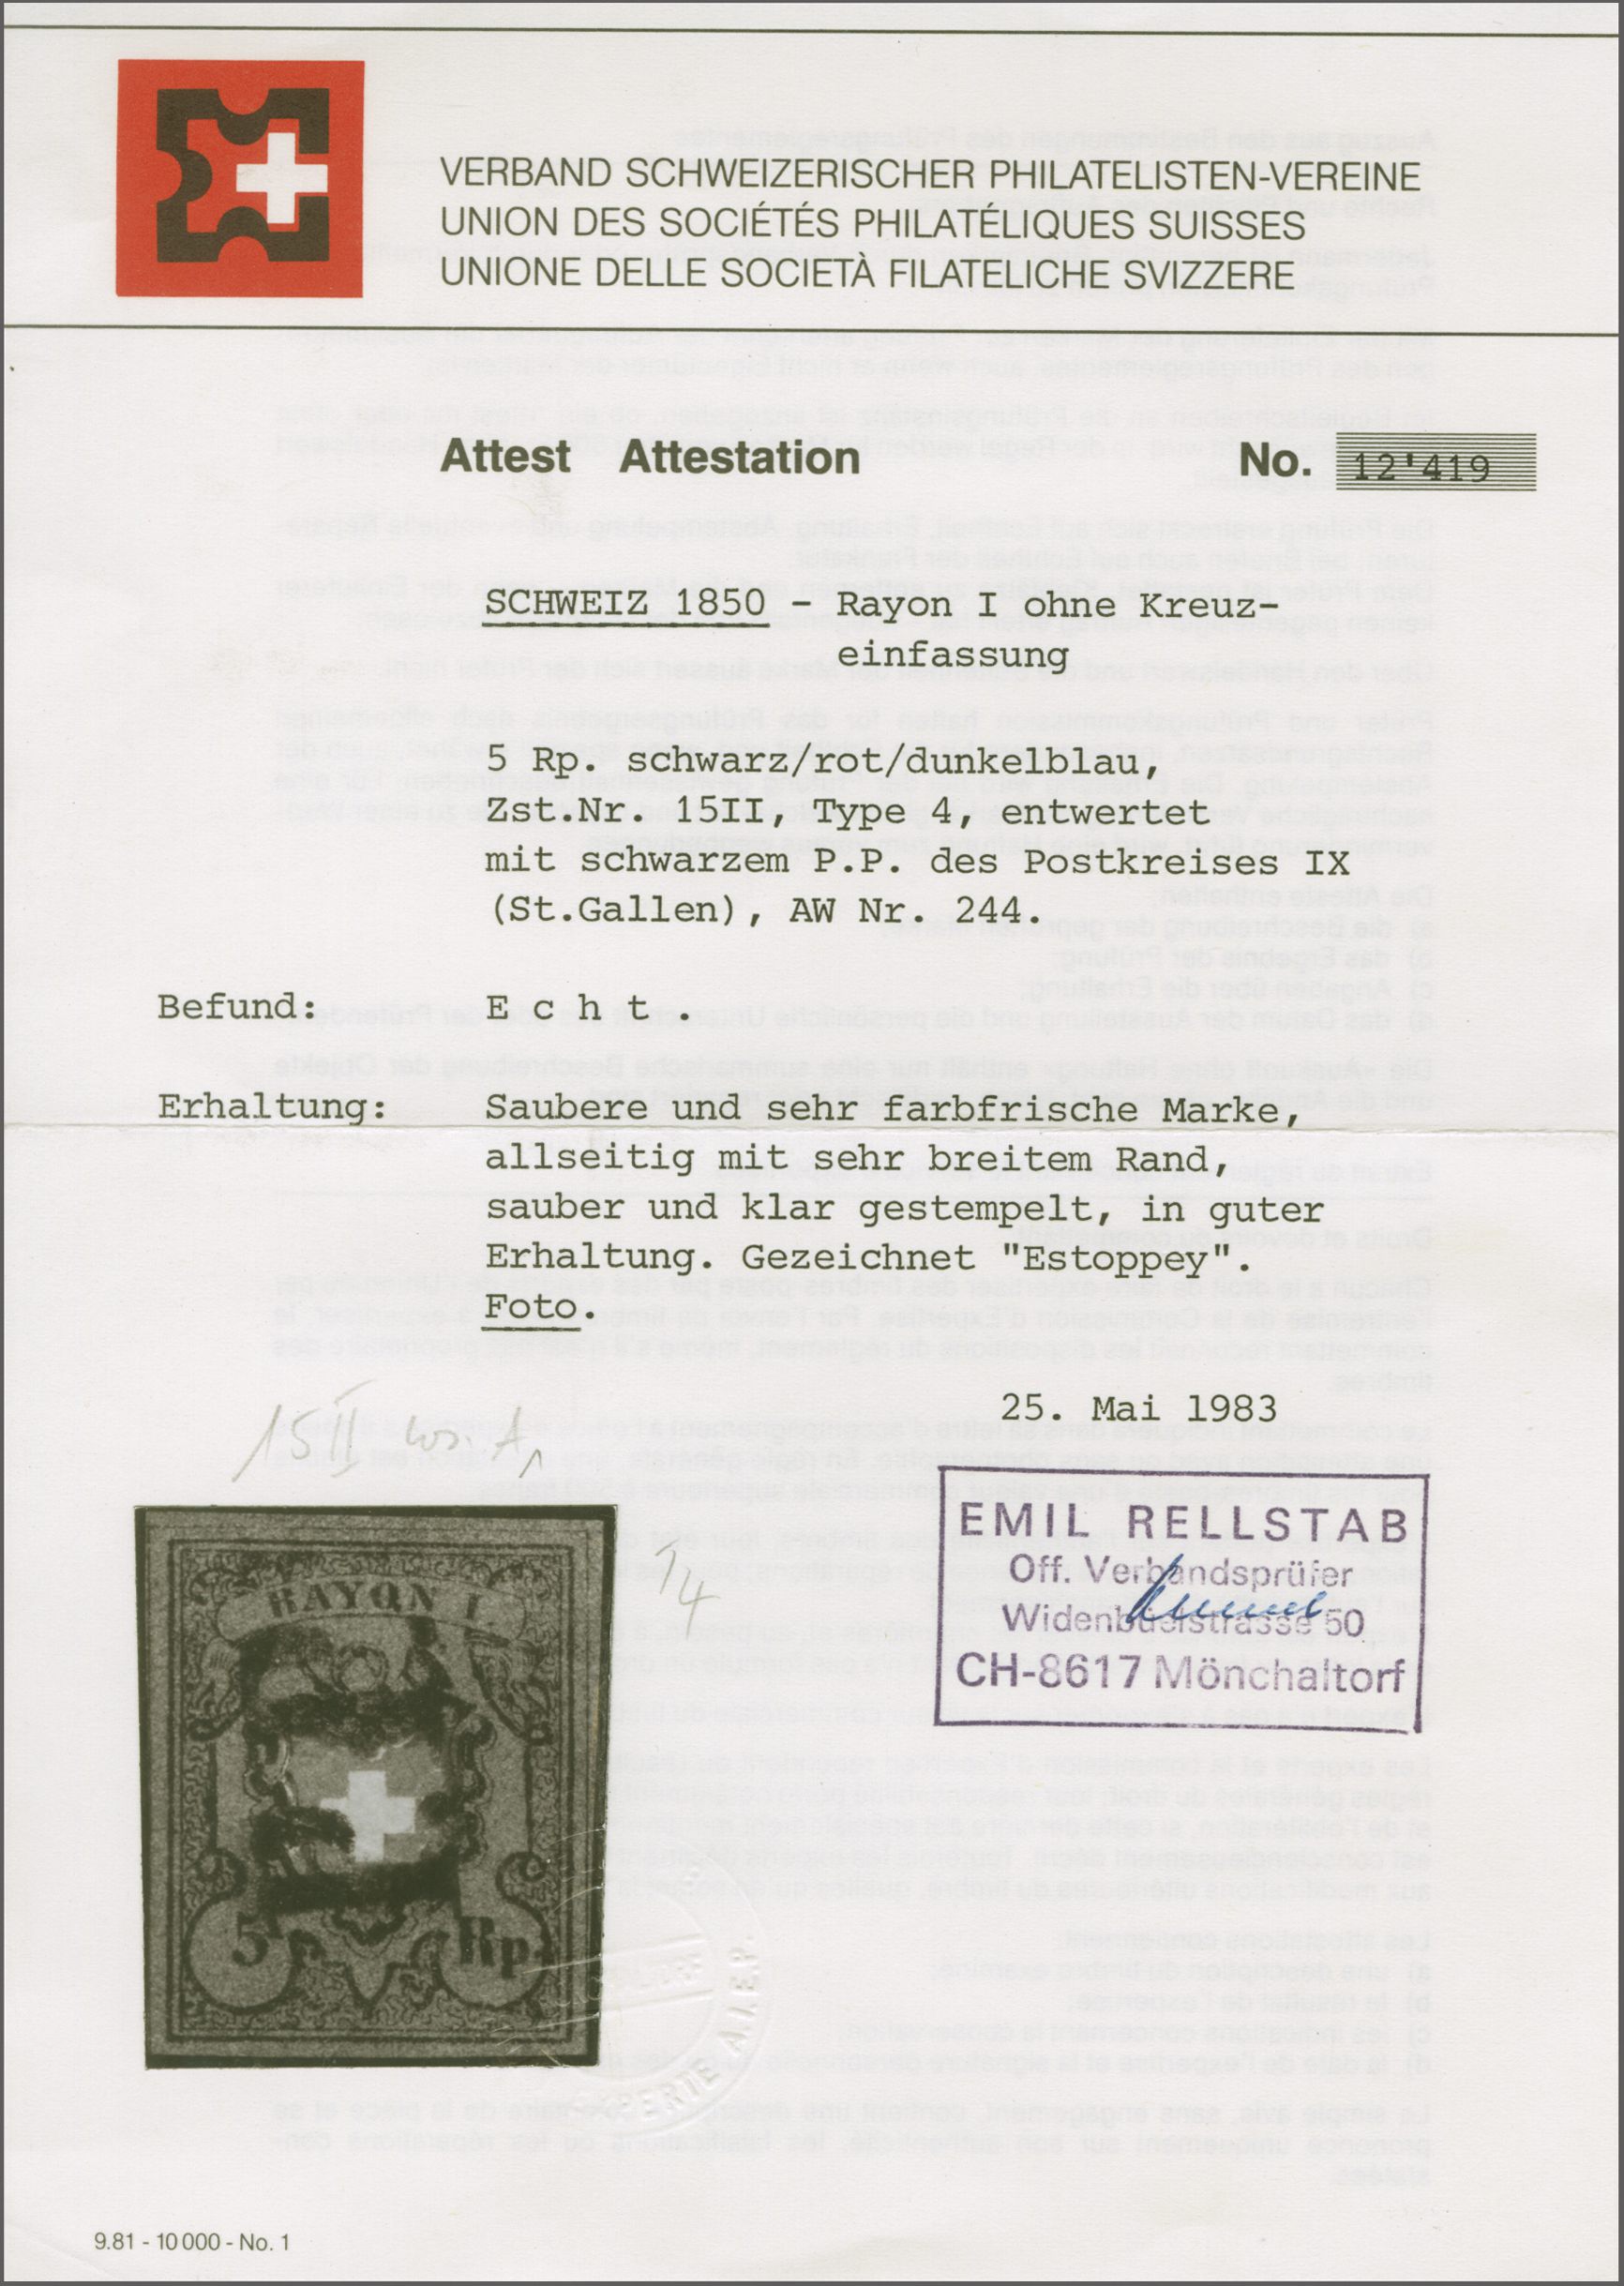 VERBAND SCHWEIZERISCHER PHILATELISTEN-VEREINE
UNION DES SOCIÉTÉS PHILATÉLIQUES SUISSES
UNIONE DELLE SOCIETÀ FILATELICHE SVIZZERE
Attest Attestation No. 12'419
SCHWEIZ 1850 - Rayon I ohne Kreuz-
einfassung
5 Rp. schwarz/rot/dunkelblau,
Zst.Nr. 15II, Type 4, entwertet
mit schwarzem P.P. des Postkreises IX
(St.Gallen), AW Nr. 244.
Befund: E c h t .
Erhaltung: Saubere und sehr farbfrische Marke,
allseitig mit sehr breitem Rand,
sauber und klar gestempelt, in guter
Erhaltung. Gezeichnet "Estoppey".
Foto.
25. Mai 1983
15 II
EMIL RELLSTAB
Off. Verbandsprüfer
Widenbüelstrasse 50
CH-8617 Mönchaltorf
RAYON I
5 Rp.
EXPERTE A.I.E.P.
9.81 - 10 000 - No. 1